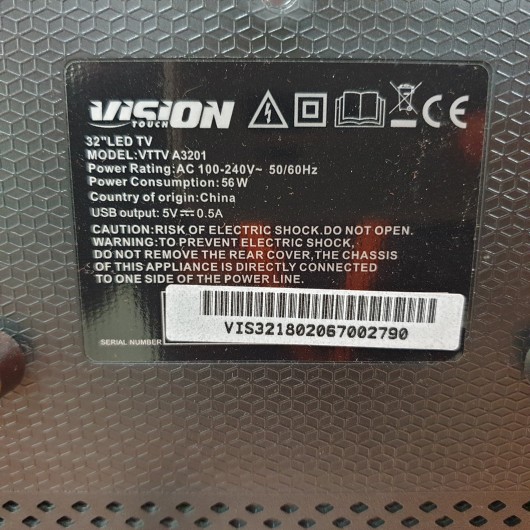 VISION
TOUCH
32"LED TV
MODEL:VTTV A3201
Power Rating:AC 100-240V~ 50/60Hz
Power Consumption:56W
Country of origin:China
USB output: 5V⎓0.5A
CAUTION:RISK OF ELECTRIC SHOCK.DO NOT OPEN.
WARNING:TO PREVENT ELECTRIC SHOCK,
DO NOT REMOVE THE REAR COVER,THE CHASSIS
OF THIS APPLIANCE IS DIRECTLY CONNECTED
TO ONE SIDE OF THE POWER LINE.
VIS321802067002790
SERIAL NUMBER
CE